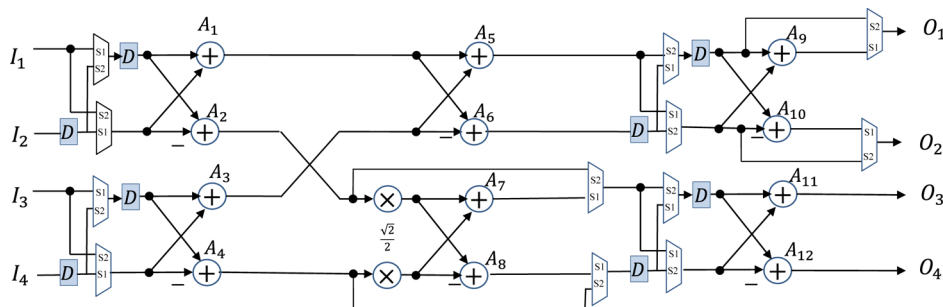 A1 A5 S2 O1
I1 S1 D S2 D A9 S1
S2 S1
A2 A6 A10
I2 D S2 D S2 S1 O2
S1 S1 S2
I3 S1 D A3 S2 A7 S2 D A11 O3
S2 S1 S1
√2/2
I4 D S2 A4 A8 S1 D S1 A12 O4
S1 S2 S2